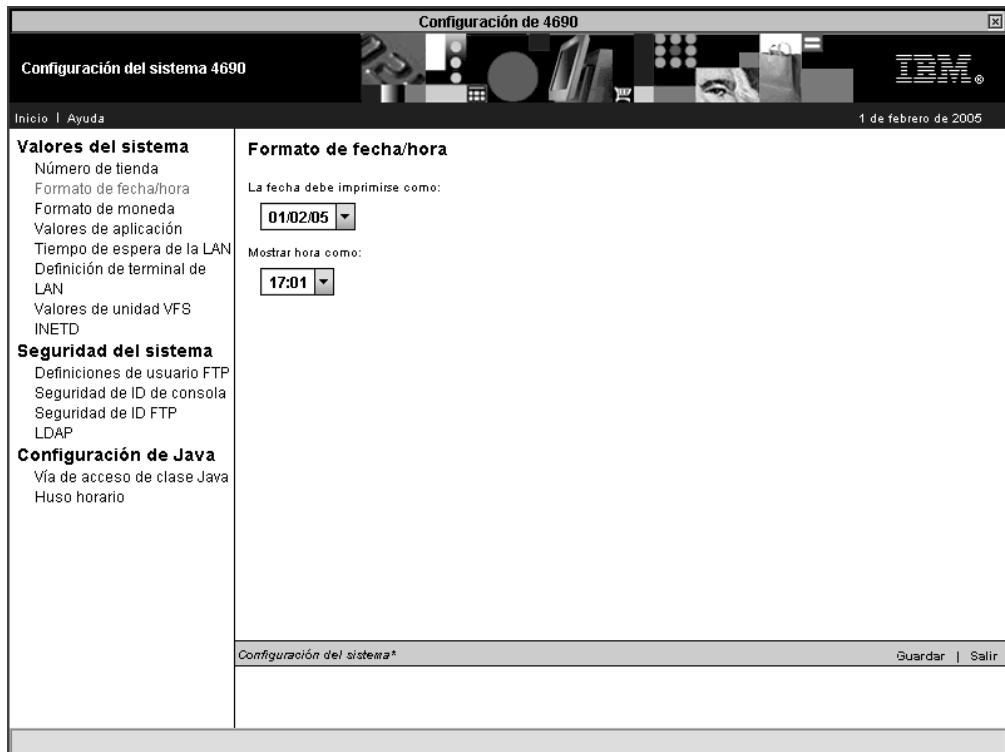 Configuración de 4690
Configuración del sistema 4690
IBM®
Inicio | Ayuda
1 de febrero de 2005
Valores del sistema
Número de tienda
Formato de fecha/hora
Formato de moneda
Valores de aplicación
Tiempo de espera de la LAN
Definición de terminal de
LAN
Valores de unidad VFS
INETD
Seguridad del sistema
Definiciones de usuario FTP
Seguridad de ID de consola
Seguridad de ID FTP
LDAP
Configuración de Java
Vía de acceso de clase Java
Huso horario
Formato de fecha/hora
La fecha debe imprimirse como:
01/02/05
Mostrar hora como:
17:01
Configuración del sistema*
Guardar | Salir